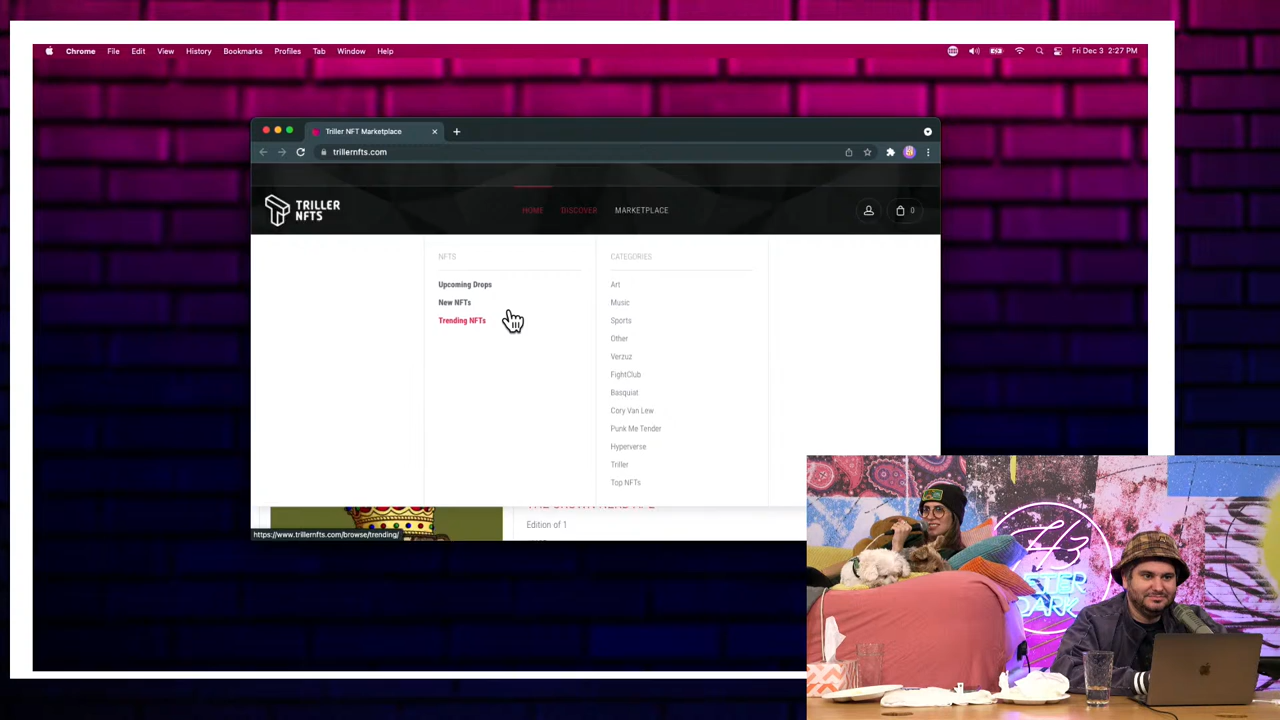 Chrome File Edit View History Bookmarks Profiles Tab Window Help
Fri Dec 3 2:27 PM
Triller NFT Marketplace
trillernfts.com
TRILLER
NFTS
HOME DISCOVER MARKETPLACE
0
NFTS
Upcoming Drops
New NFTs
Trending NFTs
CATEGORIES
Art
Music
Sports
Other
Verzuz
FightClub
Basquiat
Cory Van Lew
Punk Me Tender
Hyperverse
Triller
Top NFTs
Edition of 1
https://www.trillernfts.com/browse/trending/
H3
AFTER
DARK